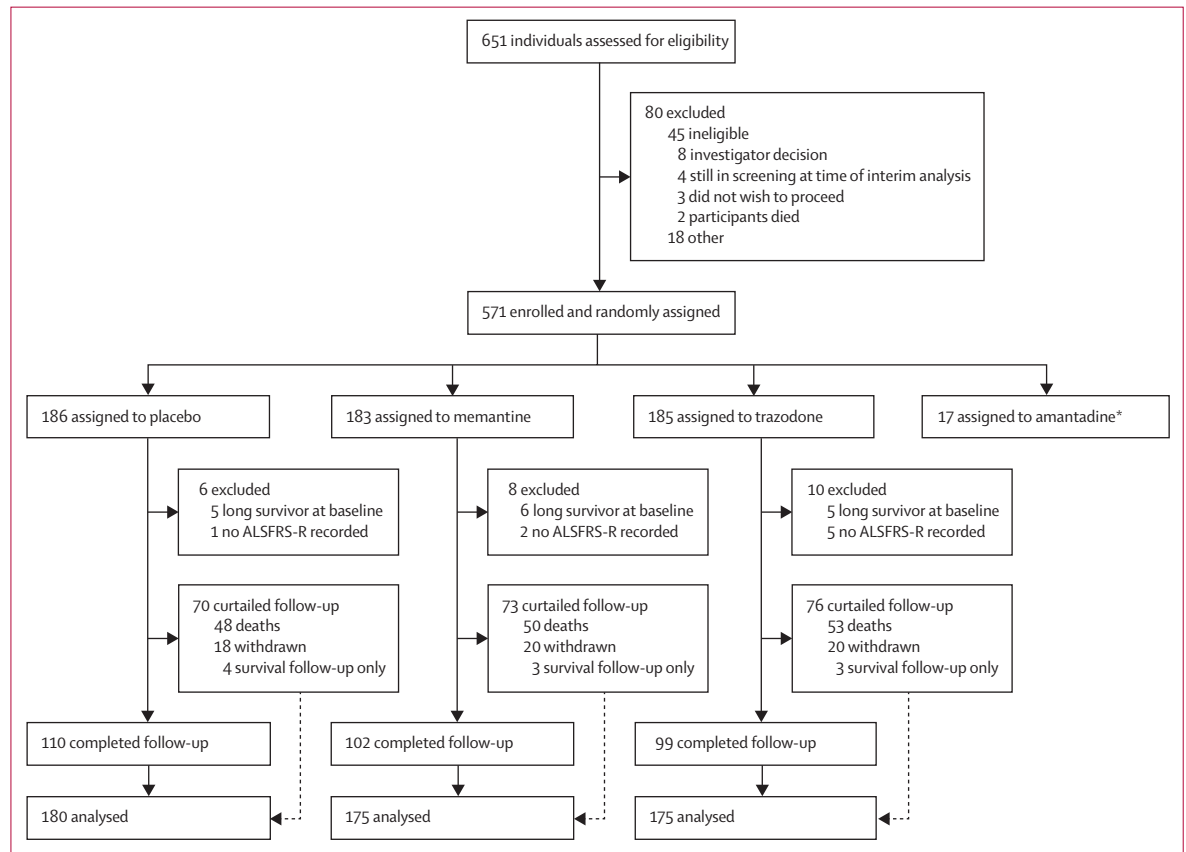 651 individuals assessed for eligibility
80 excluded
45 ineligible
8 investigator decision
4 still in screening at time of interim analysis
3 did not wish to proceed
2 participants died
18 other
571 enrolled and randomly assigned
186 assigned to placebo
183 assigned to memantine
185 assigned to trazodone
17 assigned to amantadine*
6 excluded
5 long survivor at baseline
1 no ALSFRS-R recorded
8 excluded
6 long survivor at baseline
2 no ALSFRS-R recorded
10 excluded
5 long survivor at baseline
5 no ALSFRS-R recorded
70 curtailed follow-up
48 deaths
18 withdrawn
4 survival follow-up only
73 curtailed follow-up
50 deaths
20 withdrawn
3 survival follow-up only
76 curtailed follow-up
53 deaths
20 withdrawn
3 survival follow-up only
110 completed follow-up
102 completed follow-up
99 completed follow-up
180 analysed
175 analysed
175 analysed